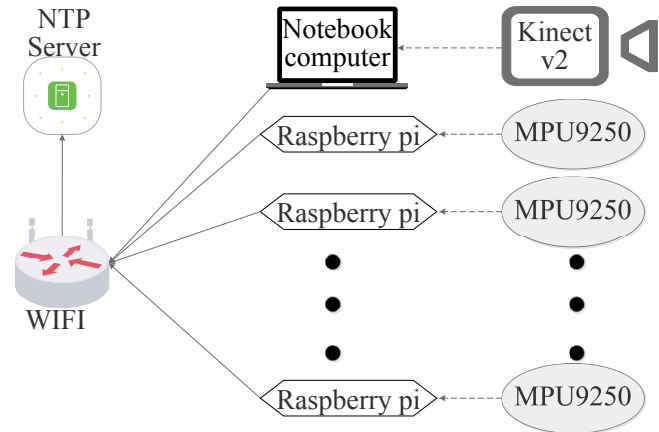 NTP
Server
Notebook
computer
Kinect
v2
Raspberry pi
MPU9250
Raspberry pi
MPU9250
WIFI
Raspberry pi
MPU9250